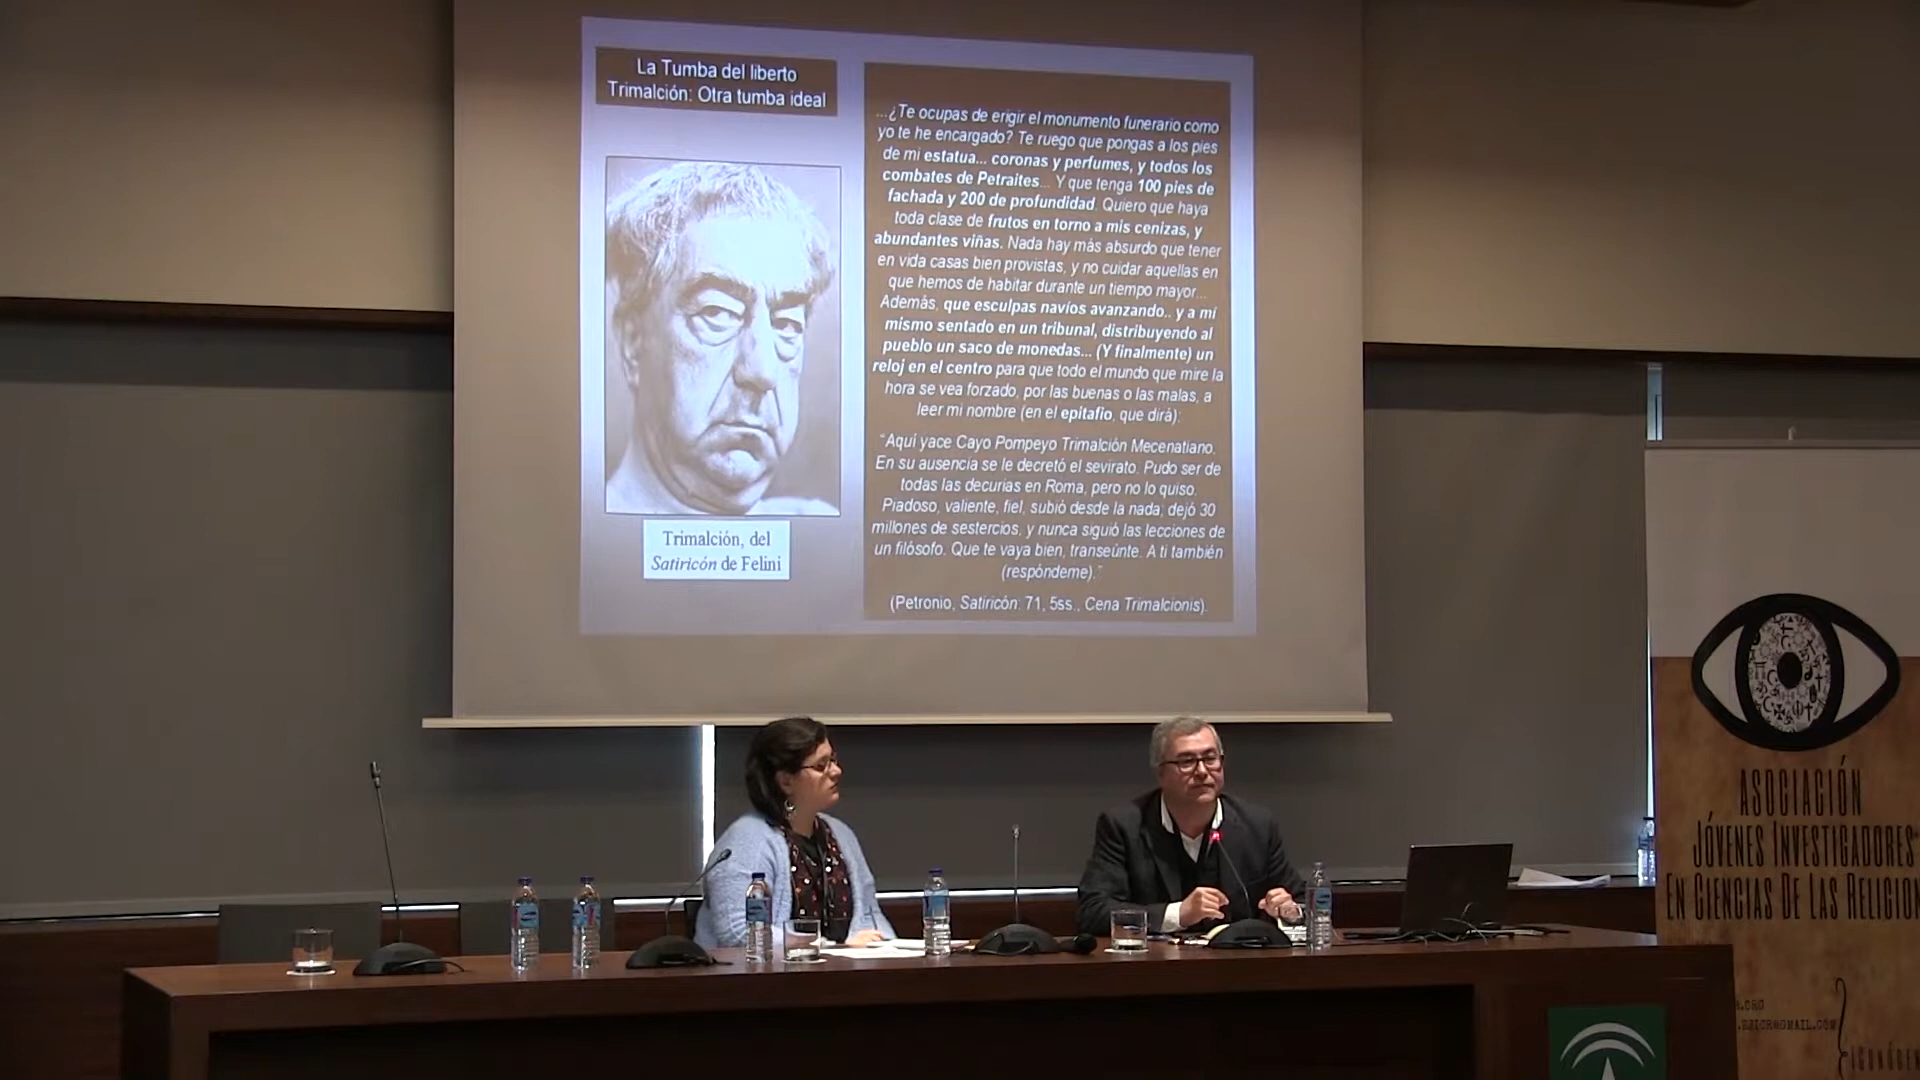 La Tumba del liberto
Trimalción: Otra tumba ideal
...¿Te ocupas de erigir el monumento funerario como
yo te he encargado? Te ruego que pongas a los pies
de mi estatua... coronas y perfumes, y todos los
combates de Petraites... Y que tenga 100 pies de
fachada y 200 de profundidad. Quiero que haya
toda clase de frutos en torno a mis cenizas, y
abundantes viñas. Nada hay más absurdo que tener
en vida casas bien provistas, y no cuidar aquellas en
que hemos de habitar durante un tiempo mayor...
Además, que esculpas navíos avanzando.. y a mí
mismo sentado en un tribunal, distribuyendo al
pueblo un saco de monedas... (Y finalmente) un
reloj en el centro para que todo el mundo que mire la
hora se vea forzado, por las buenas o las malas, a
leer mi nombre (en el epitafio, que dirá):
"Aquí yace Cayo Pompeyo Trimalción Mecenatiano.
En su ausencia se le decretó el sevirato. Pudo ser de
todas las decurias en Roma, pero no lo quiso.
Piadoso, valiente, fiel, subió desde la nada, dejó 30
millones de sestercios, y nunca siguió las lecciones de
un filósofo. Que te vaya bien, transeúnte. A ti también
(respóndeme)."
(Petronio, Satiricón: 71, 5ss., Cena Trimalcionis).
Trimalción, del
Satiricón de Felini
ASOCIACIÓN
JÓVENES INVESTIGADORES
EN CIENCIAS DE LAS RELIGION
.ORG
@GMAIL.COM